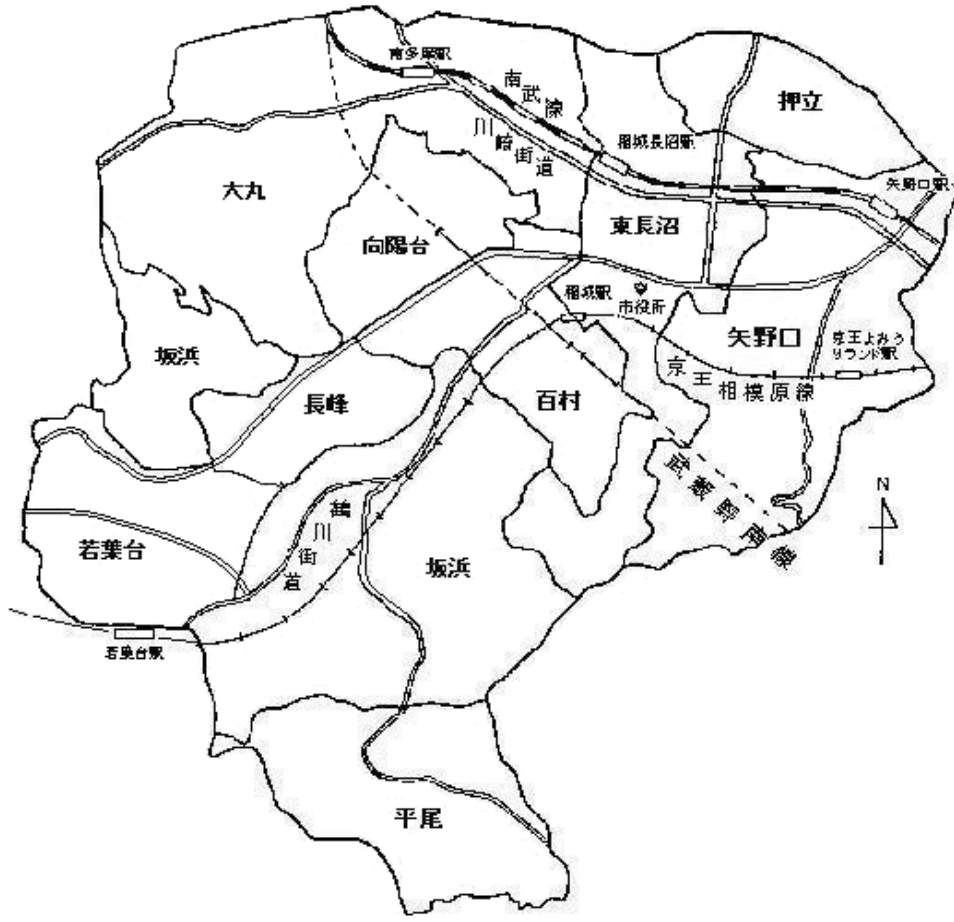 南多摩駅
南武線
川崎街道
稲城長沼駅
押立
矢野口駅
大丸
向陽台
東長沼
稲城駅
市役所
矢野口
京王よみうりランド駅
坂浜
長峰
百村
京王相模原線
武蔵野南線
N
鶴川街道
若葉台
坂浜
若葉台駅
平尾